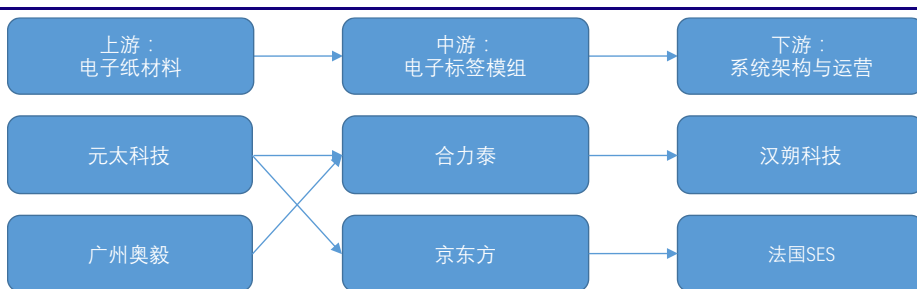 上游：
电子纸材料
中游：
电子标签模组
下游：
系统架构与运营
元太科技
合力泰
汉朔科技
广州奥毅
京东方
法国SES